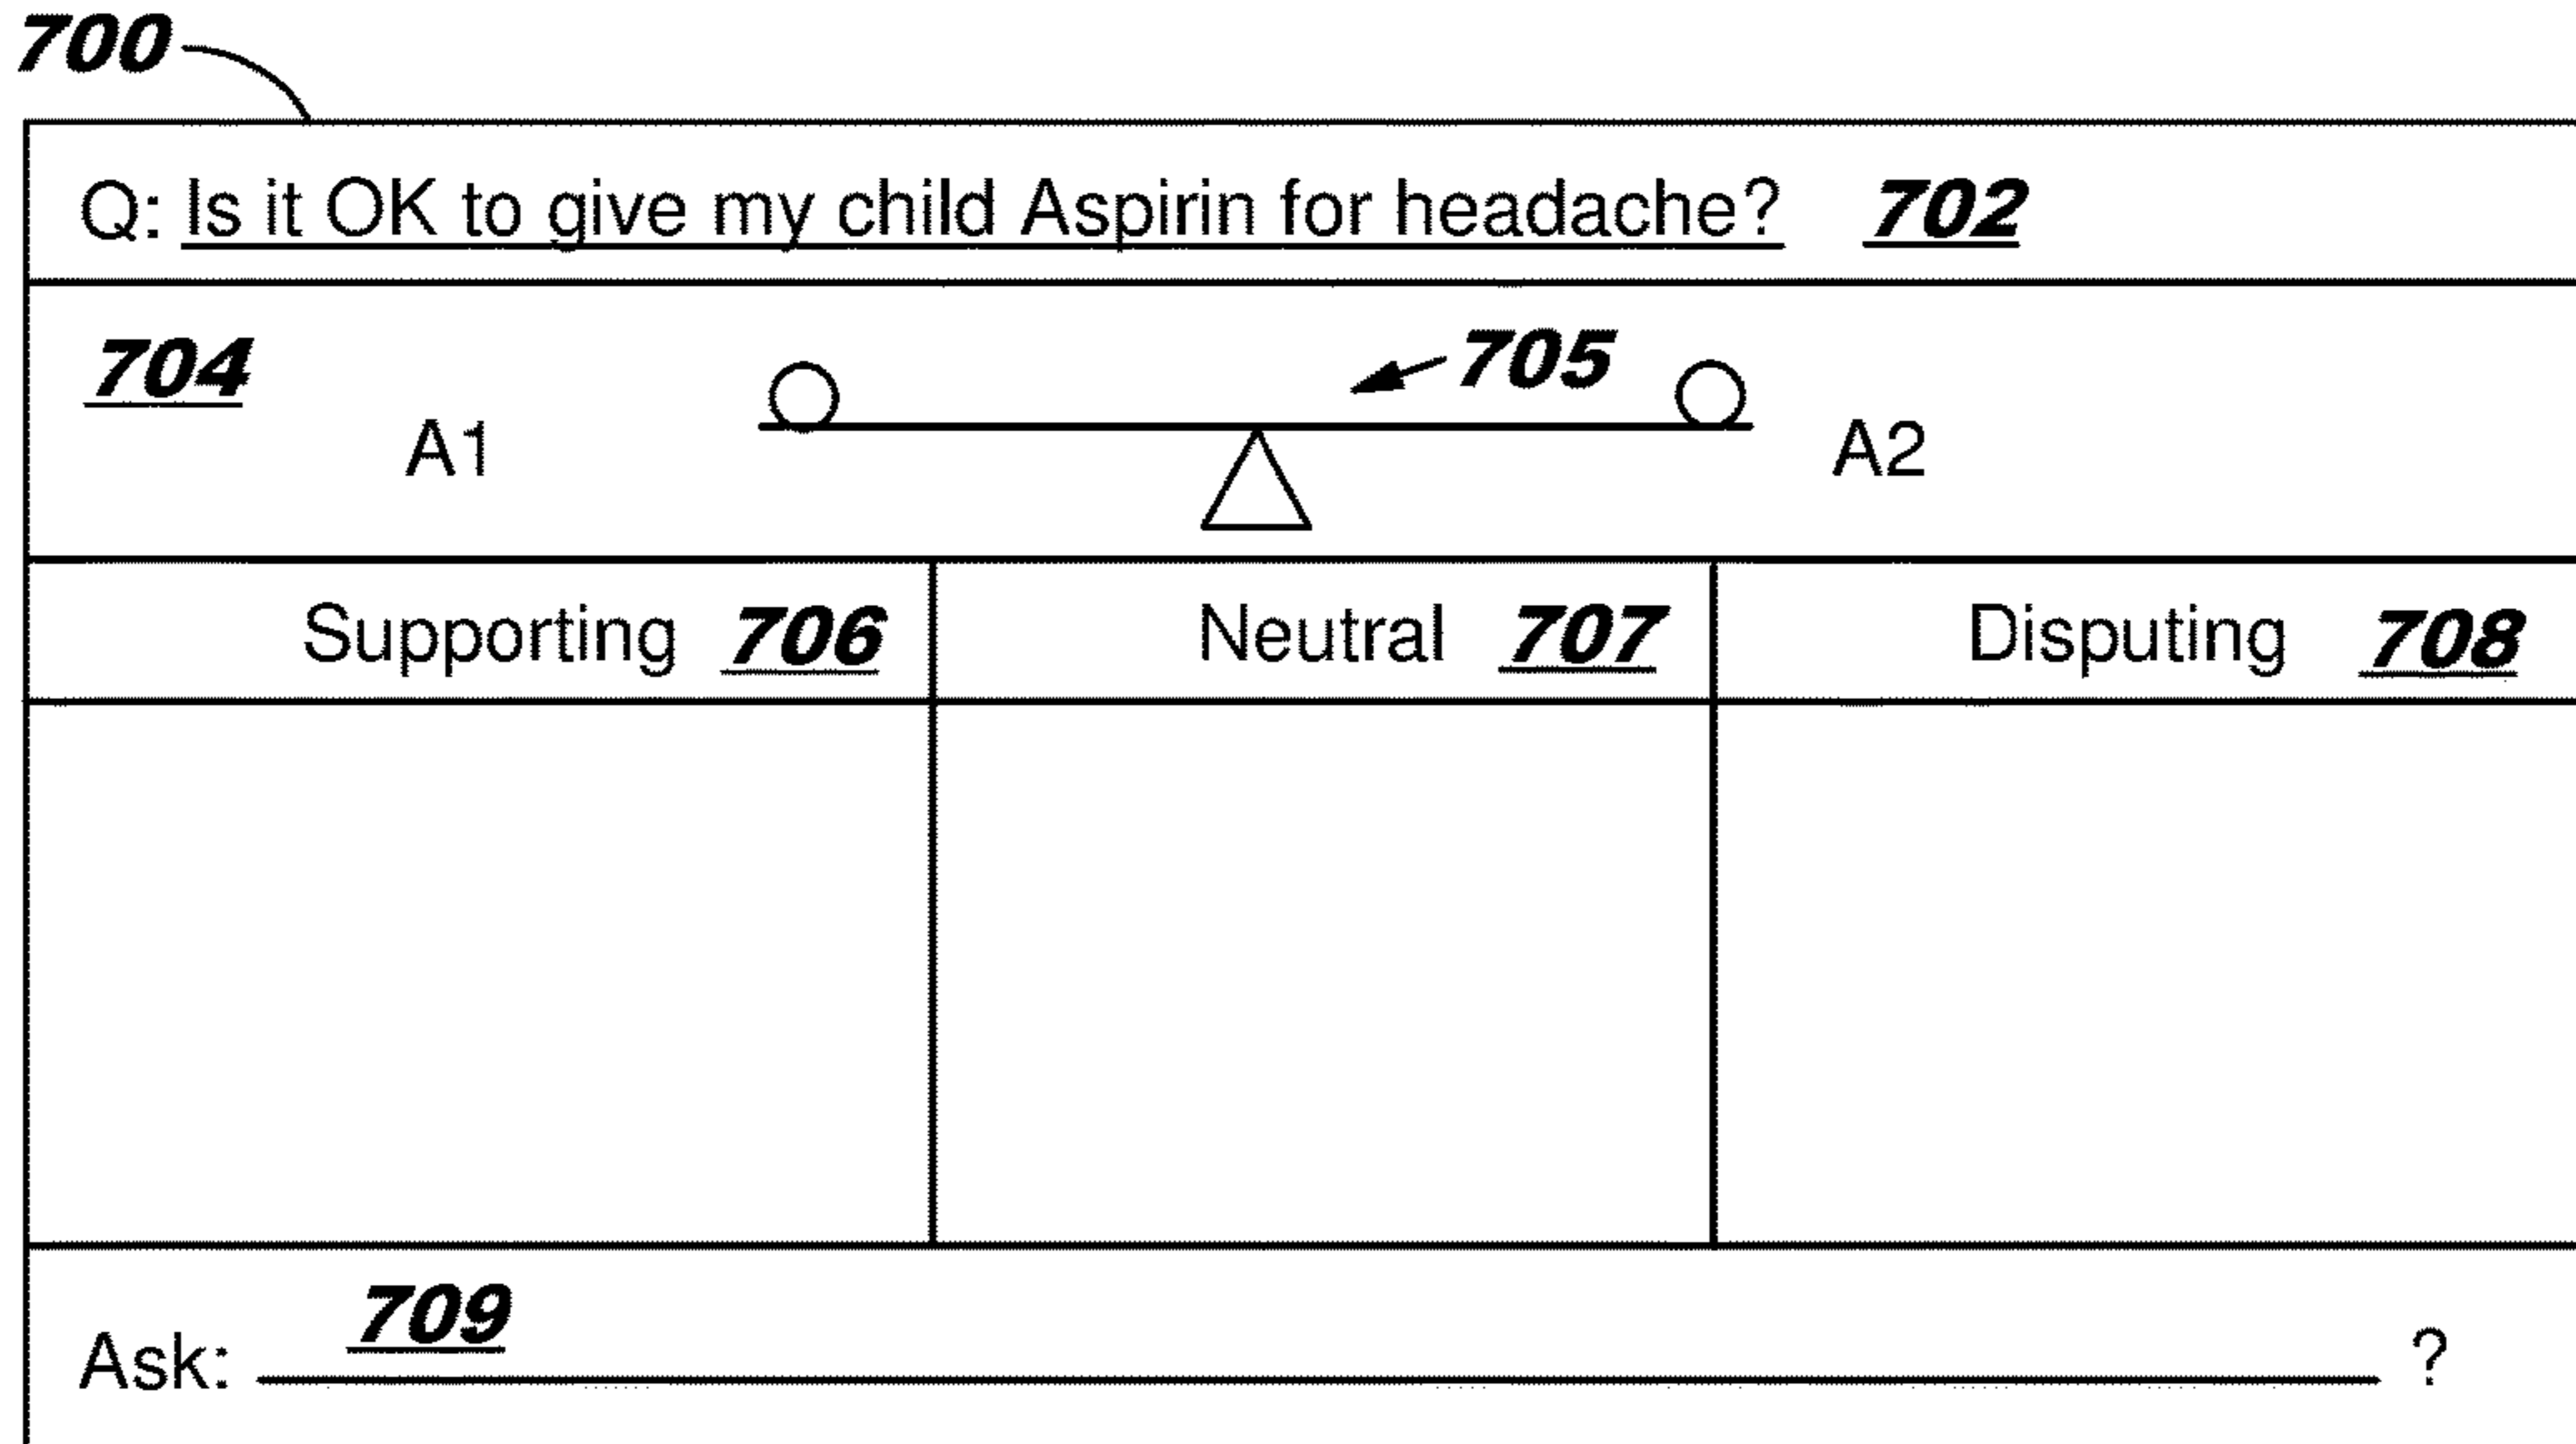 700
Q: Is it OK to give my child Aspirin for headache? 702
704 705
A1 A2
Supporting 706 Neutral 707 Disputing 708
709
Ask: ?